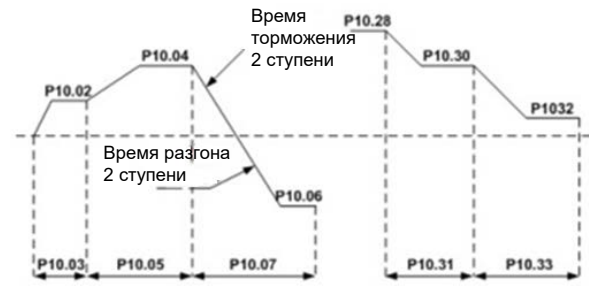 Время
торможения
2 ступени
P10.28
P10.04
P10.30
P10.02
P1032
Время разгона
2 ступени
P10.06
P10.03
P10.05
P10.07
P10.31
P10.33